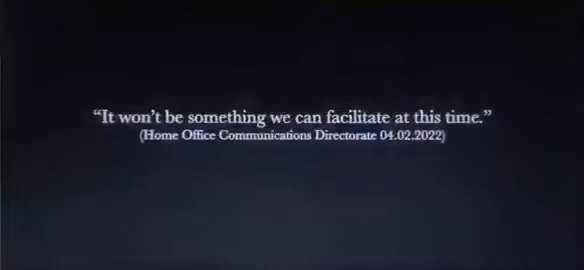 “It won’t be something we can facilitate at this time.”
(Home Office Communications Directorate 04.02.2022)